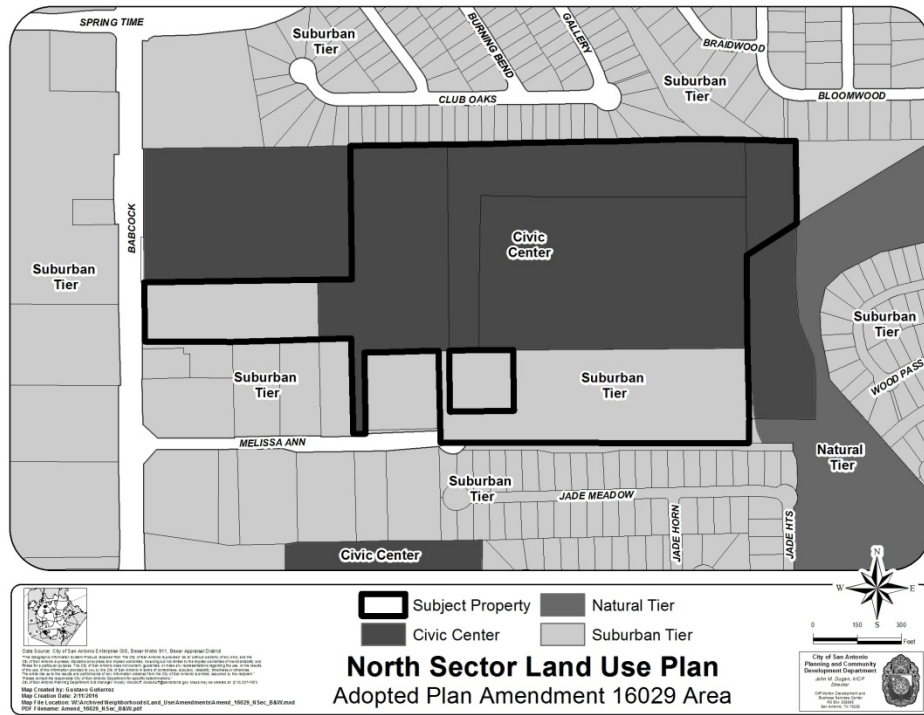 SPRING TIME
Suburban
Tier
BURNING BEND
GALLERY
BRAIDWOOD
Suburban
Tier
CLUB OAKS
BLOOMWOOD
BABCOCK
Civic
Center
Suburban
Tier
Suburban
Tier
WOOD PASS
Suburban
Tier
Suburban
Tier
MELISSA ANN
Natural
Tier
Suburban
Tier
JADE MEADOW
JADE HORN
JADE HTS
Civic Center
N
W
E
S
Subject Property
Natural Tier
Civic Center
Suburban Tier
0
75
150
300
Feet
North Sector Land Use Plan
Adopted Plan Amendment 16029 Area
Data Source: City of San Antonio Enterprise GIS, Bexar Metro 911, Bexar Appraisal District
Map Created by: Gustavo Gutierrez
Map Creation Date: 2/11/2016
PDF Filename: Amend_16029_NSec_B&W.pdf
City of San Antonio
Planning and Community
Development Department
John M. Dugan, AICP
Director